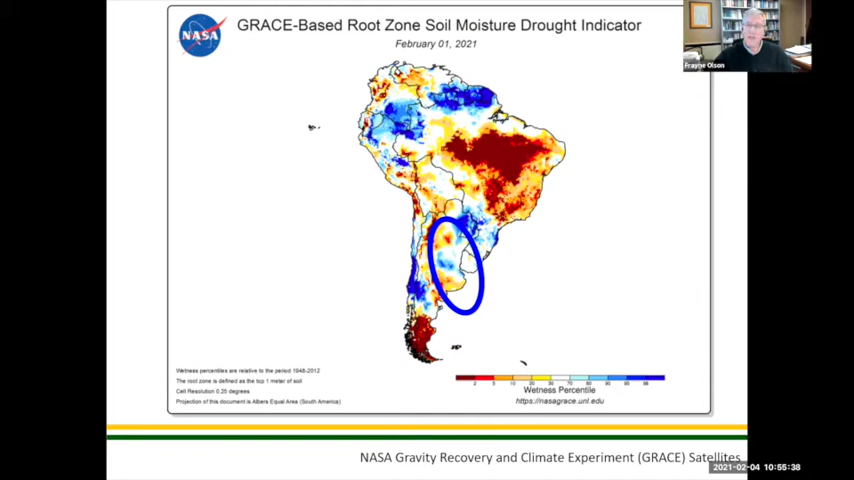 NASA
GRACE-Based Root Zone Soil Moisture Drought Indicator
February 01, 2021
Frayne Olson
Wetness percentiles are relative to the period 1948-2012
The root zone is defined as the top 1 meter of soil
Cell Resolution 0.25 degrees
Projection of this document is Albers Equal Area (South America)
2 5 10 20 30 70 80 90 95 98
Wetness Percentile
https://nasagrace.unl.edu
NASA Gravity Recovery and Climate Experiment (GRACE) Satellites
2021-02-04 10:55:38